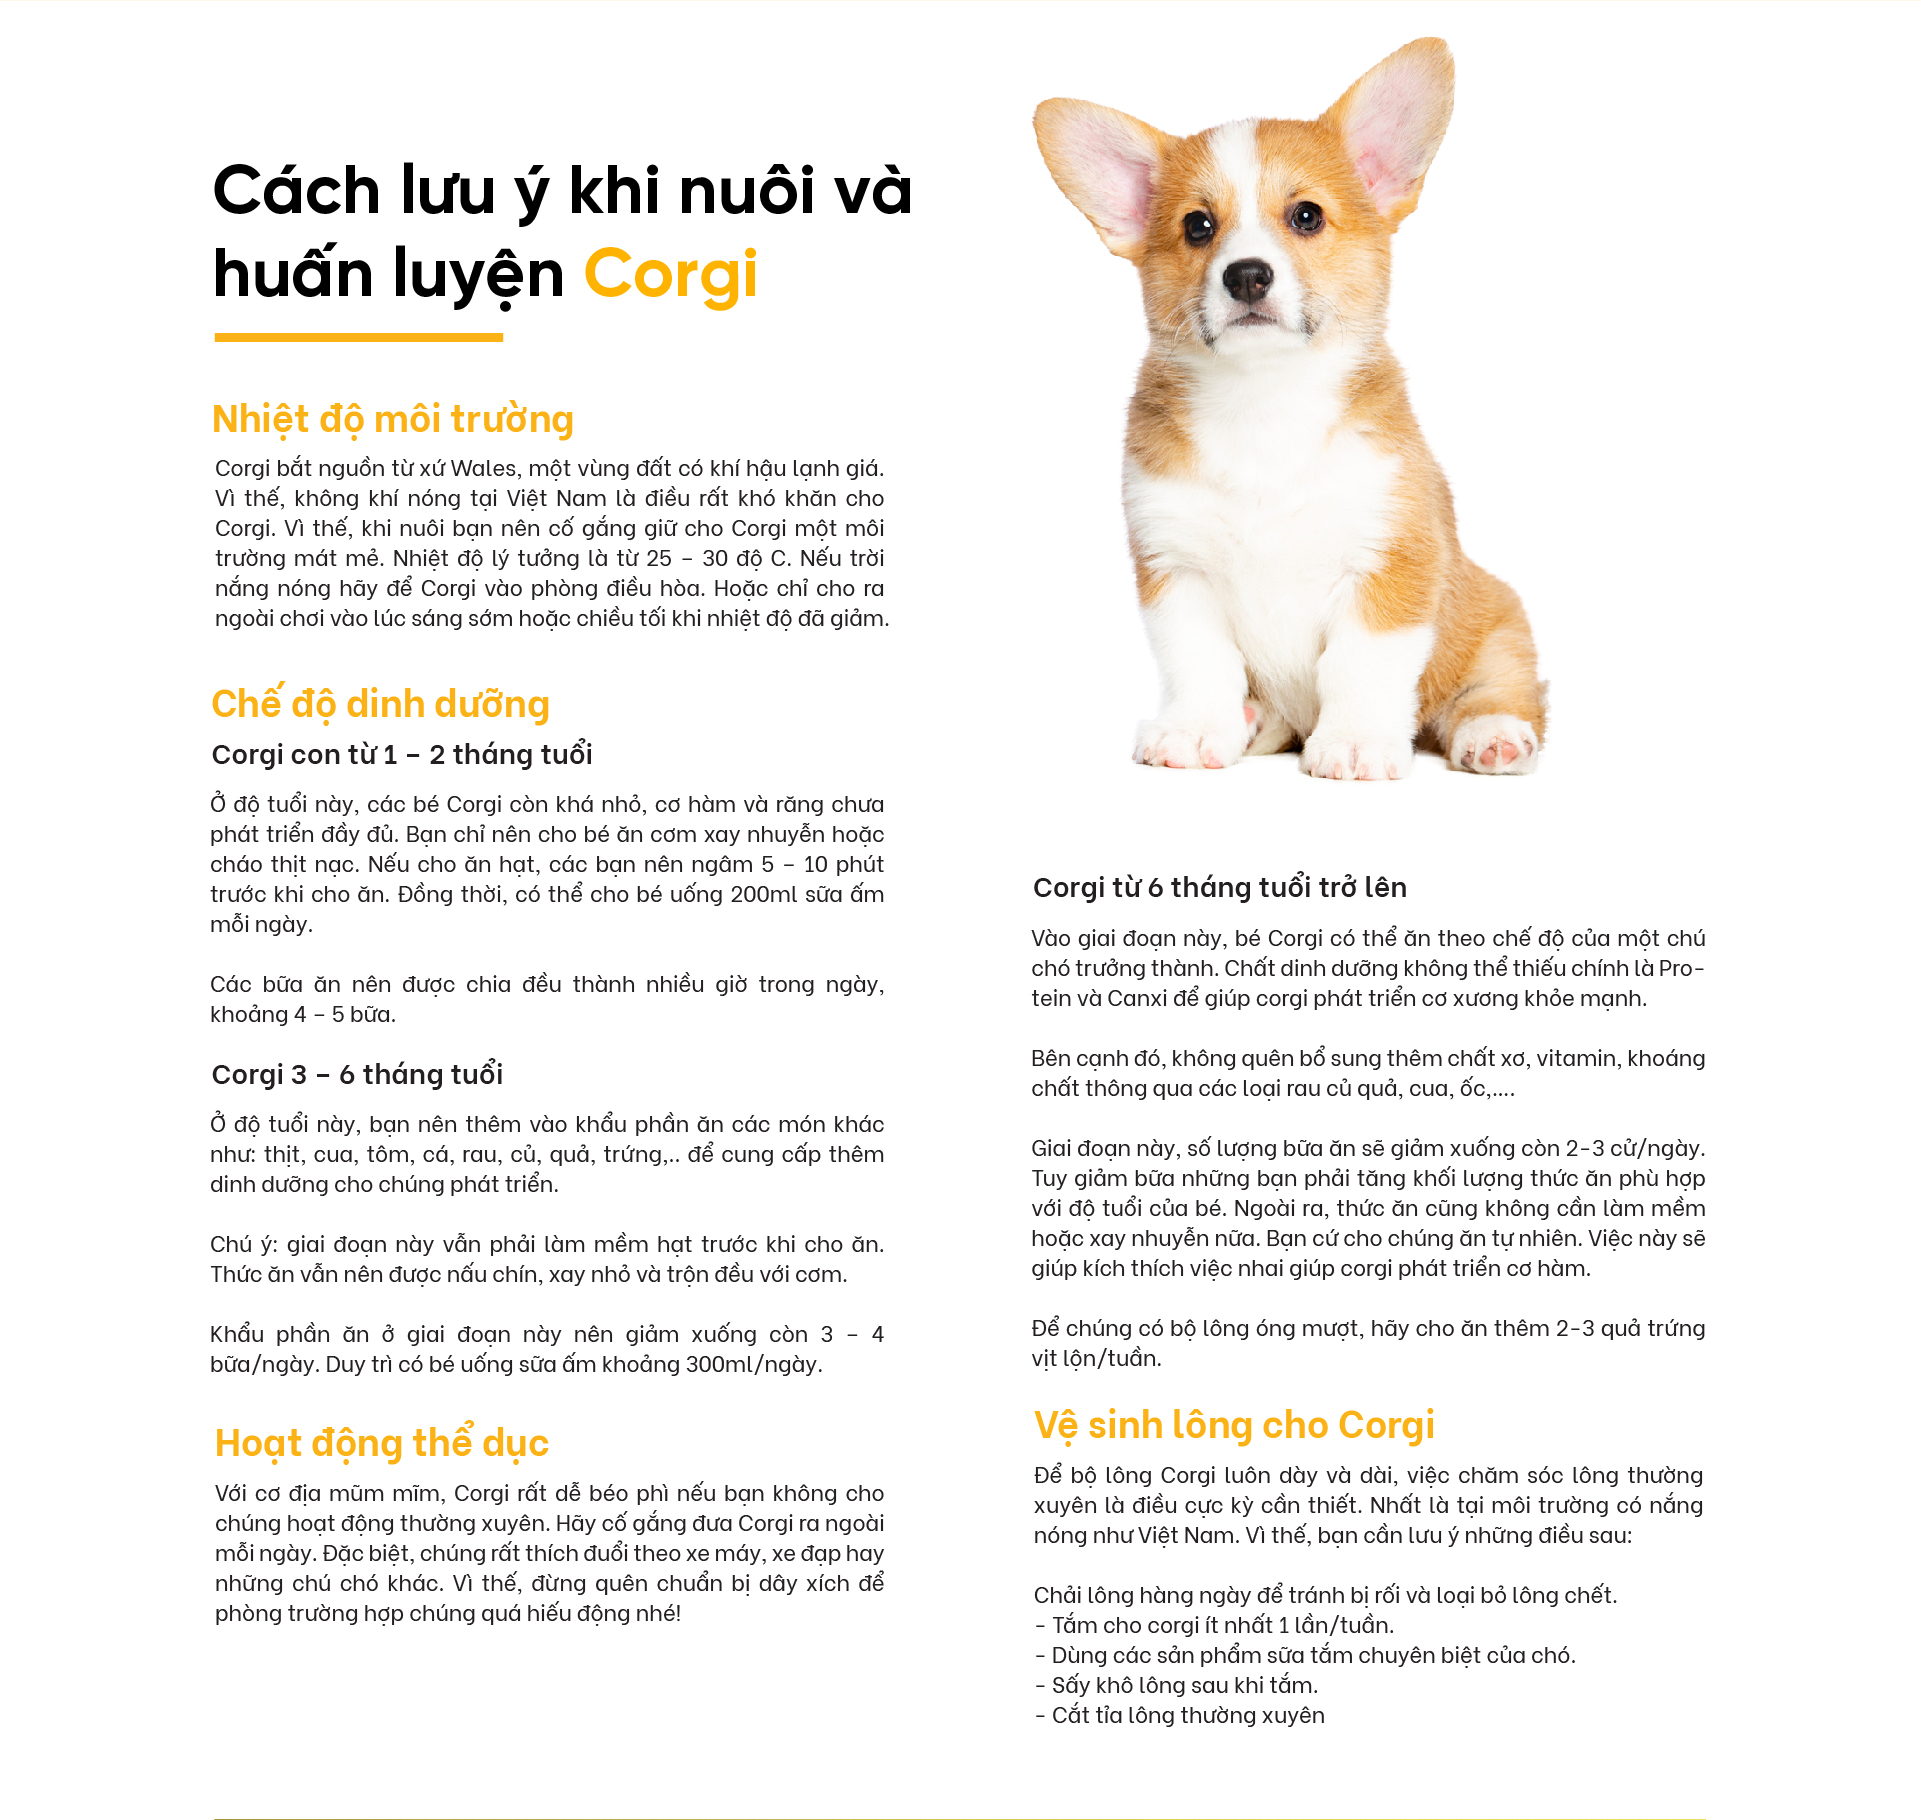 Cách lưu ý khi nuôi và
huấn luyện Corgi
Nhiệt độ môi trường
Corgi bắt nguồn từ xứ Wales, một vùng đất có khí hậu lạnh giá.
Vì thế, không khí nóng tại Việt Nam là điều rất khó khăn cho
Corgi. Vì thế, khi nuôi bạn nên cố gắng giữ cho Corgi một môi
trường mát mẻ. Nhiệt độ lý tưởng là từ 25 – 30 độ C. Nếu trời
nắng nóng hãy để Corgi vào phòng điều hòa. Hoặc chỉ cho ra
ngoài chơi vào lúc sáng sớm hoặc chiều tối khi nhiệt độ đã giảm.
Chế độ dinh dưỡng
Corgi con từ 1 – 2 tháng tuổi
Ở độ tuổi này, các bé Corgi còn khá nhỏ, cơ hàm và răng chưa
phát triển đầy đủ. Bạn chỉ nên cho bé ăn cơm xay nhuyễn hoặc
cháo thịt nạc. Nếu cho ăn hạt, các bạn nên ngâm 5 – 10 phút
trước khi cho ăn. Đồng thời, có thể cho bé uống 200ml sữa ấm
mỗi ngày.
Các bữa ăn nên được chia đều thành nhiều giờ trong ngày,
khoảng 4 – 5 bữa.
Corgi 3 – 6 tháng tuổi
Ở độ tuổi này, bạn nên thêm vào khẩu phần ăn các món khác
như: thịt, cua, tôm, cá, rau, củ, quả, trứng,.. để cung cấp thêm
dinh dưỡng cho chúng phát triển.
Chú ý: giai đoạn này vẫn phải làm mềm hạt trước khi cho ăn.
Thức ăn vẫn nên được nấu chín, xay nhỏ và trộn đều với cơm.
Khẩu phần ăn ở giai đoạn này nên giảm xuống còn 3 – 4
bữa/ngày. Duy trì có bé uống sữa ấm khoảng 300ml/ngày.
Hoạt động thể dục
Với cơ địa mũm mĩm, Corgi rất dễ béo phì nếu bạn không cho
chúng hoạt động thường xuyên. Hãy cố gắng đưa Corgi ra ngoài
mỗi ngày. Đặc biệt, chúng rất thích đuổi theo xe máy, xe đạp hay
những chú chó khác. Vì thế, đừng quên chuẩn bị dây xích để
phòng trường hợp chúng quá hiếu động nhé!
Corgi từ 6 tháng tuổi trở lên
Vào giai đoạn này, bé Corgi có thể ăn theo chế độ của một chú
chó trưởng thành. Chất dinh dưỡng không thể thiếu chính là Pro-
tein và Canxi để giúp corgi phát triển cơ xương khỏe mạnh.
Bên cạnh đó, không quên bổ sung thêm chất xơ, vitamin, khoáng
chất thông qua các loại rau củ quả, cua, ốc,....
Giai đoạn này, số lượng bữa ăn sẽ giảm xuống còn 2-3 cử/ngày.
Tuy giảm bữa những bạn phải tăng khối lượng thức ăn phù hợp
với độ tuổi của bé. Ngoài ra, thức ăn cũng không cần làm mềm
hoặc xay nhuyễn nữa. Bạn cứ cho chúng ăn tự nhiên. Việc này sẽ
giúp kích thích việc nhai giúp corgi phát triển cơ hàm.
Để chúng có bộ lông óng mượt, hãy cho ăn thêm 2-3 quả trứng
vịt lộn/tuần.
Vệ sinh lông cho Corgi
Để bộ lông Corgi luôn dày và dài, việc chăm sóc lông thường
xuyên là điều cực kỳ cần thiết. Nhất là tại môi trường có nắng
nóng như Việt Nam. Vì thế, bạn cần lưu ý những điều sau:
Chải lông hàng ngày để tránh bị rối và loại bỏ lông chết.
- Tắm cho corgi ít nhất 1 lần/tuần.
- Dùng các sản phẩm sữa tắm chuyên biệt của chó.
- Sấy khô lông sau khi tắm.
- Cắt tỉa lông thường xuyên